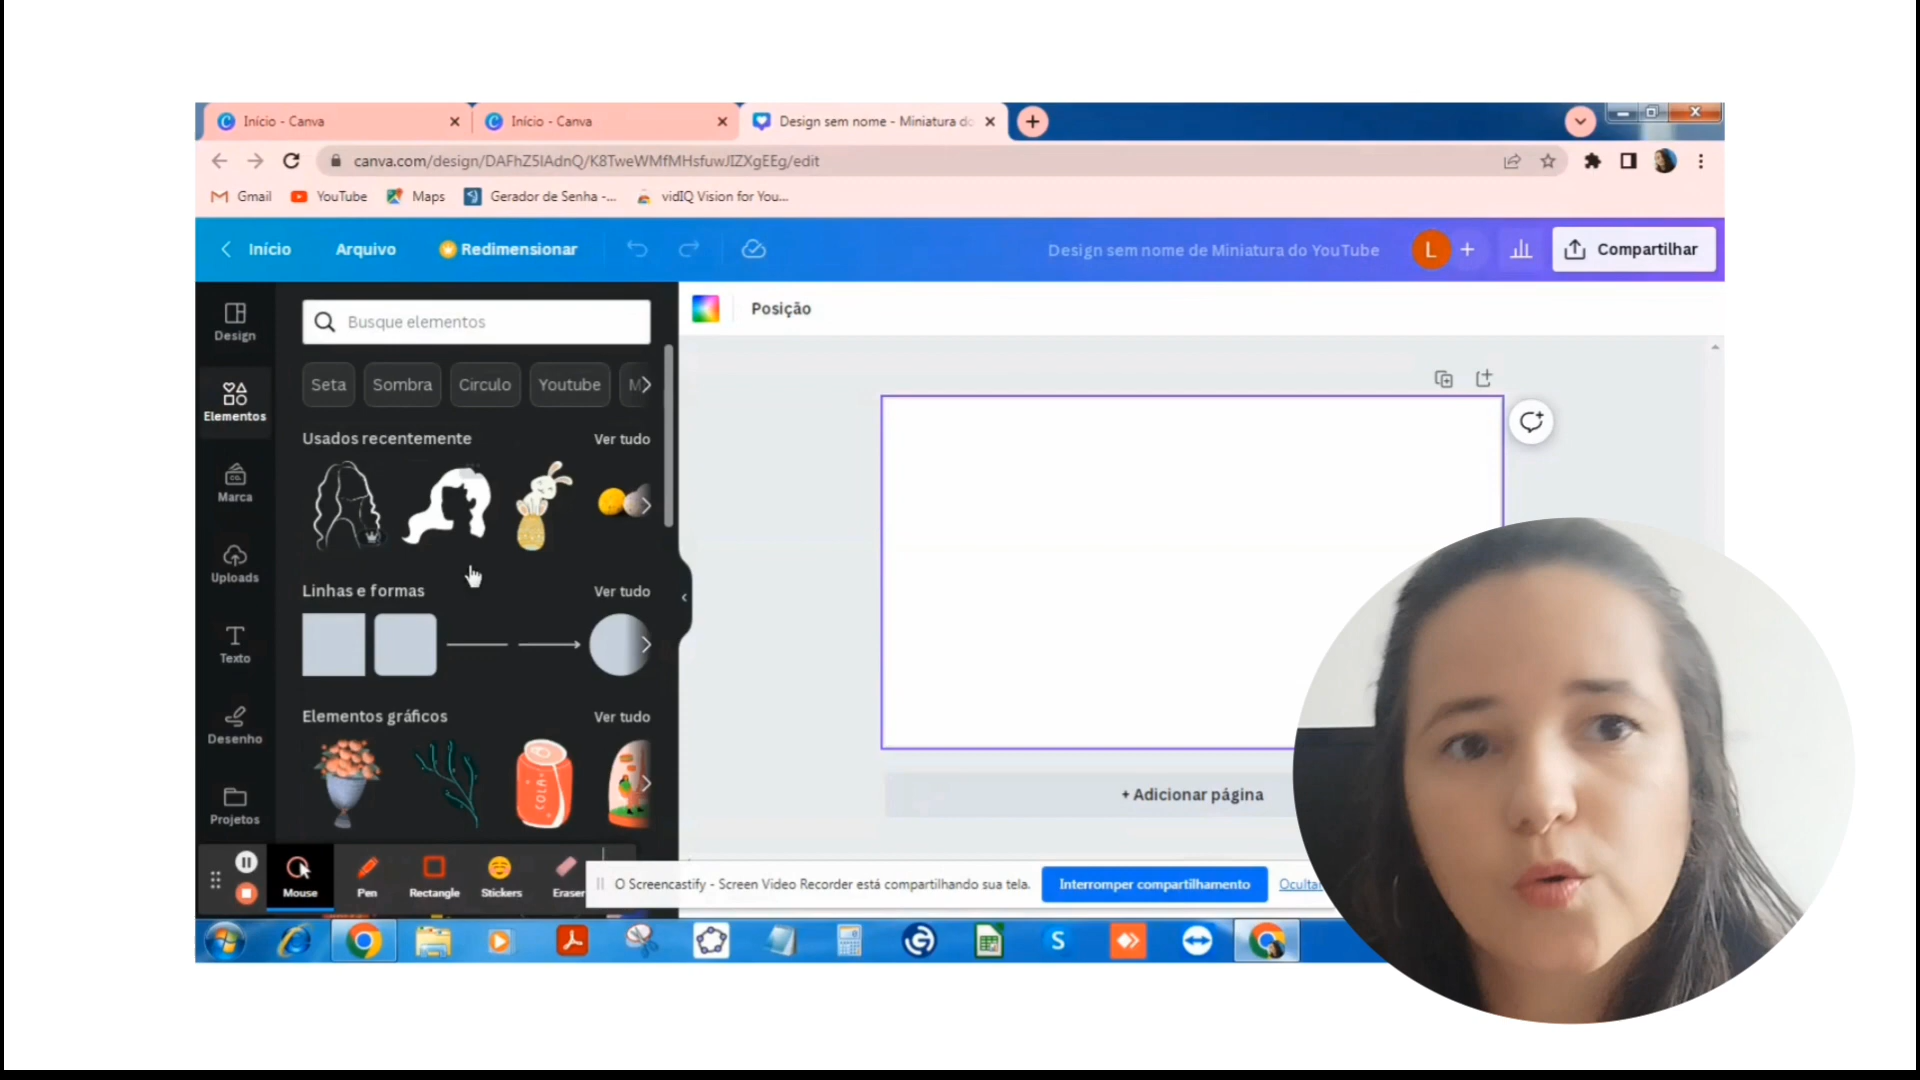 Início - Canva
Início - Canva
Design sem nome - Miniatura do
canva.com/design/DAFhZ5IAdnQ/K8TweWMfMHsfuwJIZXgEEg/edit
Gmail
YouTube
Maps
Gerador de Senha -...
vidIQ Vision for You...
Início
Arquivo
Redimensionar
Design sem nome de Miniatura do YouTube
L
Compartilhar
Design
Elementos
Marca
Uploads
Texto
Desenho
Projetos
Busque elementos
Seta
Sombra
Circulo
Youtube
M
Usados recentemente
Ver tudo
Linhas e formas
Ver tudo
Elementos gráficos
Ver tudo
COLA
Posição
+ Adicionar página
Mouse
Pen
Rectangle
Stickers
Eraser
O Screencastify - Screen Video Recorder está compartilhando sua tela.
Interromper compartilhamento
Ocultar